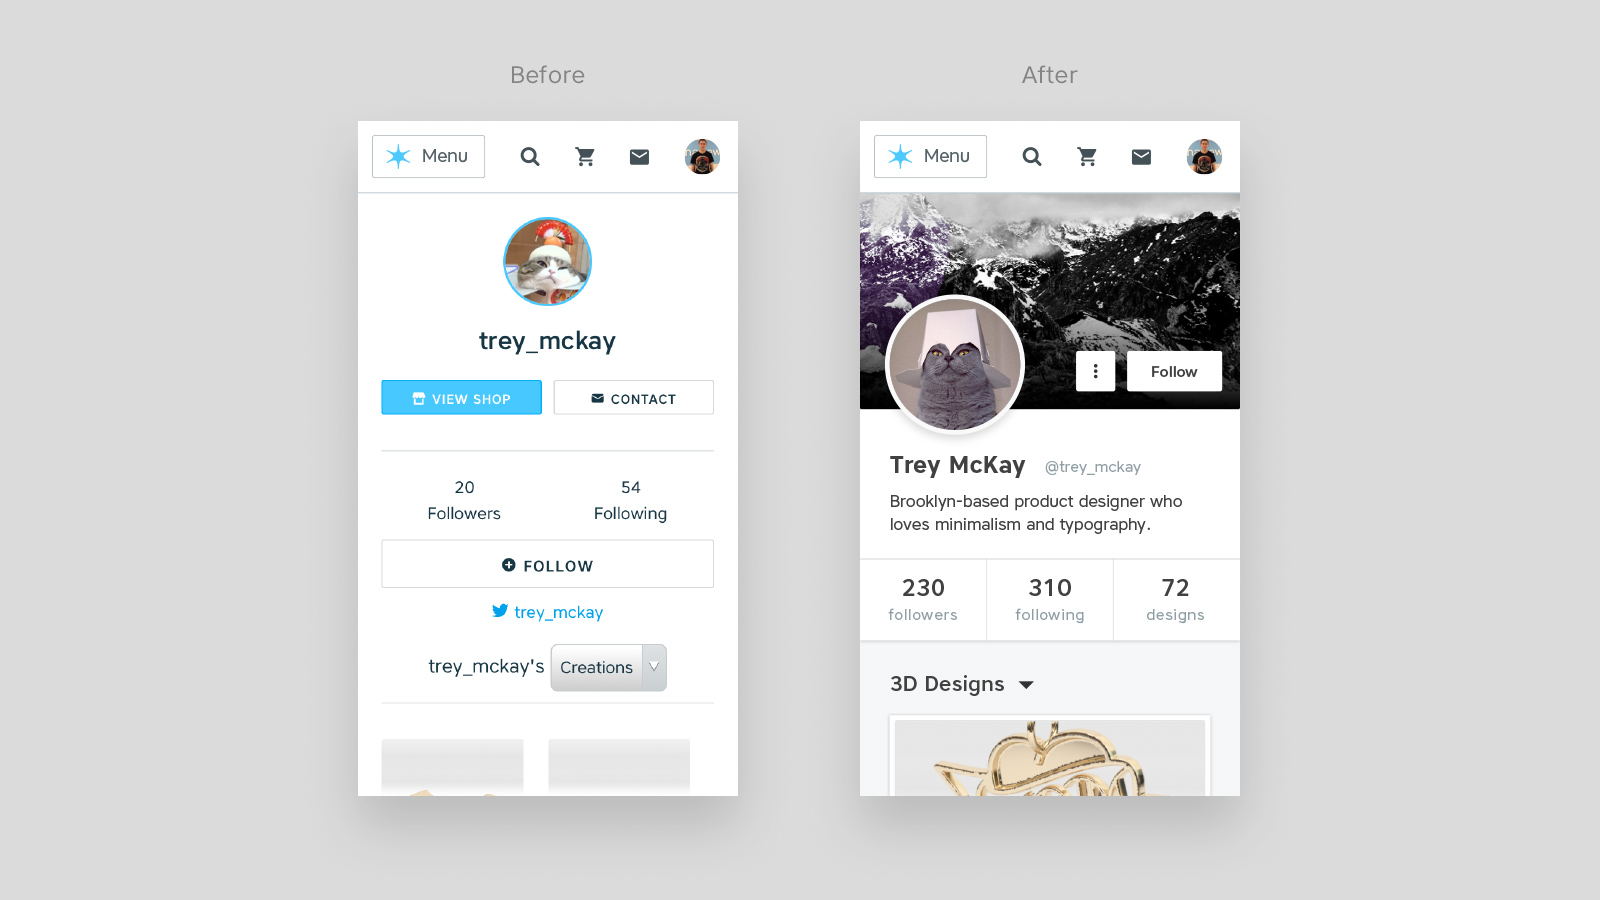 Before
Menu
trey_mckay
VIEW SHOP
CONTACT
20
Followers
54
Following
FOLLOW
trey_mckay
trey_mckay's
Creations
After
Menu
Follow
Trey McKay
@trey_mckay
Brooklyn-based product designer who
loves minimalism and typography.
230
followers
310
following
72
designs
3D Designs